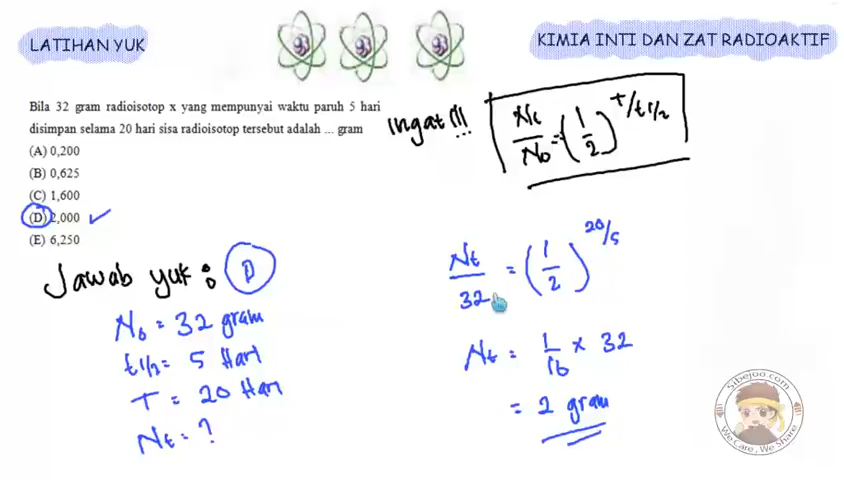 LATIHAN YUK
KIMIA INTI DAN ZAT RADIOAKTIF
Bila 32 gram radioisotop x yang mempunyai waktu paruh 5 hari
disimpan selama 20 hari sisa radioisotop tersebut adalah ... gram
(A) 0,200
(B) 0,625
(C) 1,600
(D) 2,000
(E) 6,250
Ingat!!!
Nt/No = (1/2)^T/t1/2
Jawab yuk : D
No = 32 gram
t1/2 = 5 Hari
T = 20 Hari
Nt = ?
Nt/32 = (1/2)^20/5
Nt = 1/16 x 32
= 2 gram
Sibejoo.com
We Care, We Share